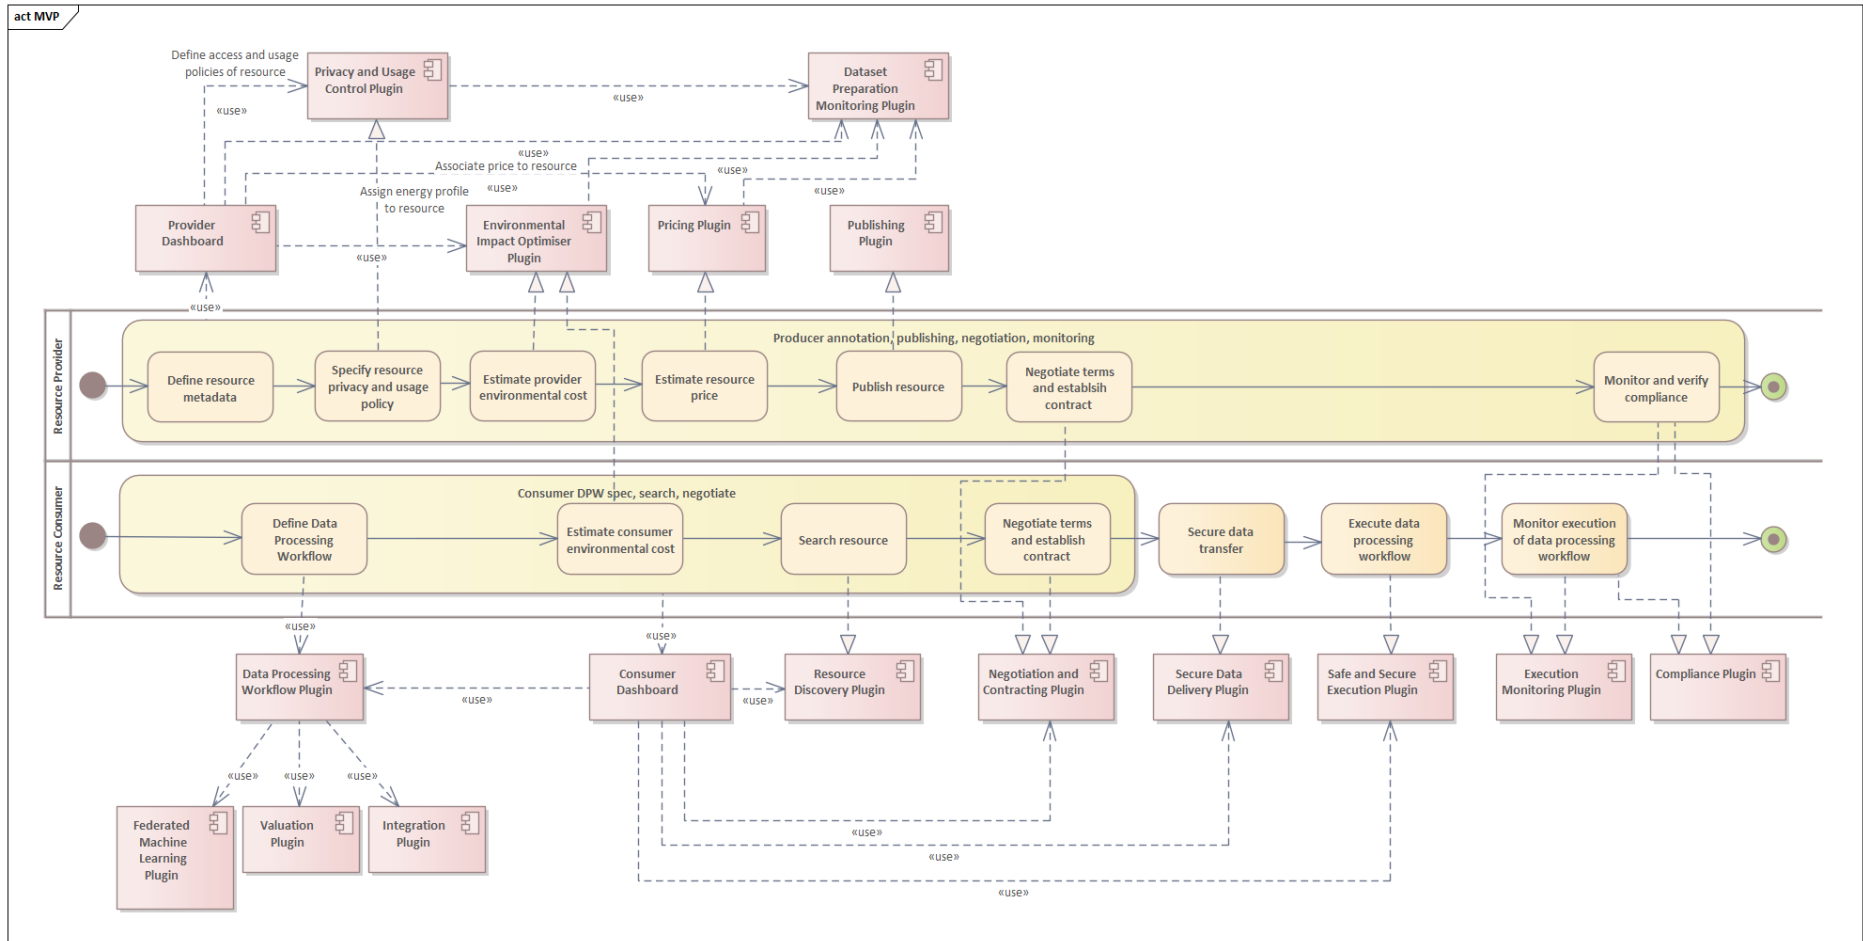 act MVP
Define access and usage
policies of resource
Privacy and Usage
Control Plugin
Dataset
Preparation
Monitoring Plugin
«use»
«use»
«use»
Associate price to resource
«use»
Assign energy profile
to resource
«use»
«use»
Provider
Dashboard
Environmental
Impact Optimiser
Plugin
Pricing Plugin
Publishing
Plugin
«use»
«use»
Resource Provider
Producer annotation, publishing, negotiation, monitoring
Define resource
metadata
Specify resource
privacy and usage
policy
Estimate provider
environmental cost
Estimate resource
price
Publish resource
Negotiate terms
and establsih
contract
Monitor and verify
compliance
Resource Consumer
Consumer DPW spec, search, negotiate
Define Data
Processing
Workflow
Estimate consumer
environmental cost
Search resource
Negotiate terms
and establish
contract
Secure data
transfer
Execute data
processing
workflow
Monitor execution
of data processing
workflow
«use»
«use»
Data Processing
Workflow Plugin
Consumer
Dashboard
Resource
Discovery Plugin
Negotiation and
Contracting Plugin
Secure Data
Delivery Plugin
Safe and Secure
Execution Plugin
Execution
Monitoring Plugin
Compliance Plugin
«use»
«use»
«use»
«use»
«use»
Federated
Machine
Learning
Plugin
Valuation
Plugin
Integration
Plugin
«use»
«use»
«use»